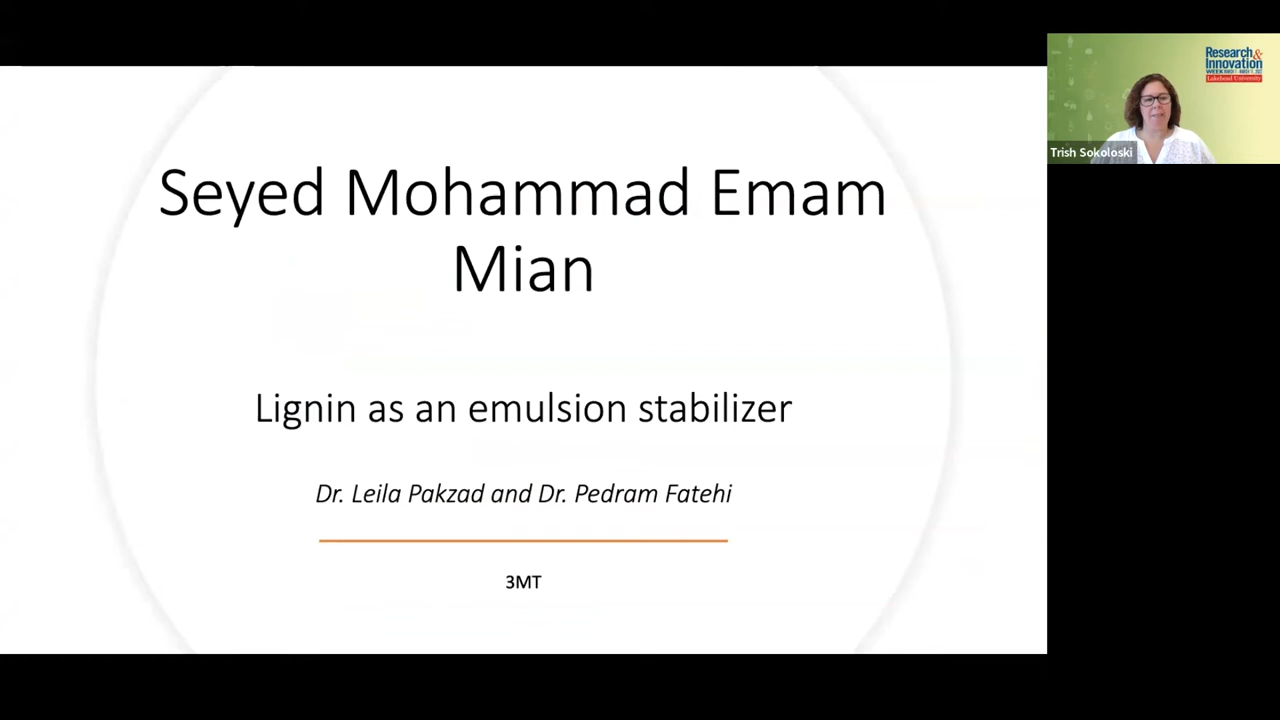 Seyed Mohammad Emam
Mian
Lignin as an emulsion stabilizer
Dr. Leila Pakzad and Dr. Pedram Fatehi
3MT
Research &
Innovation
Lakehead University
Trish Sokoloski